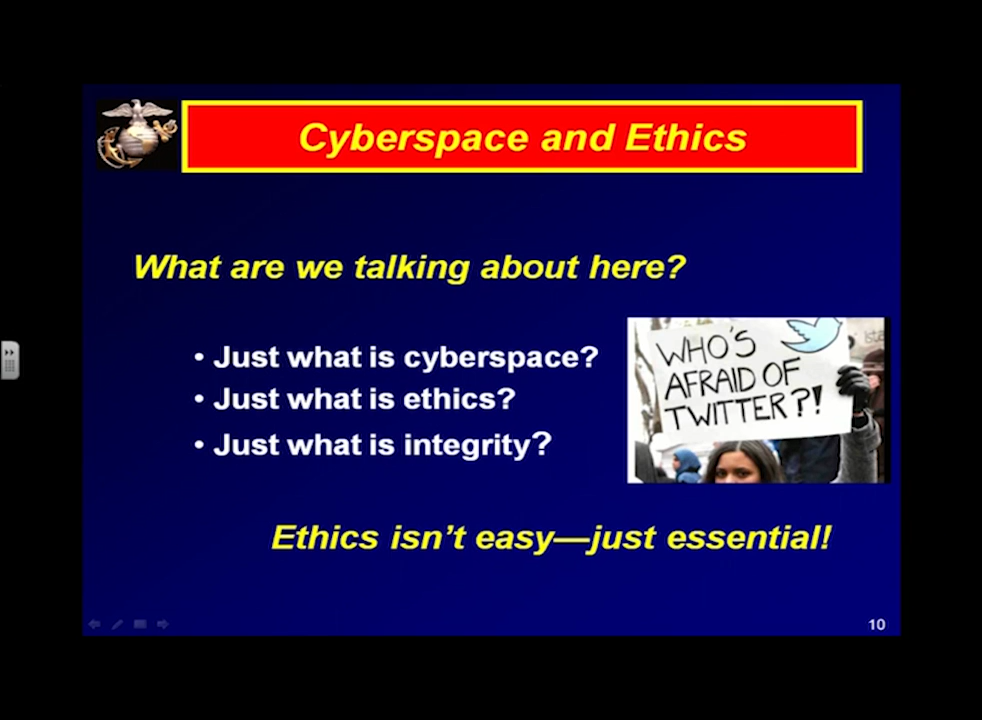 Cyberspace and Ethics
What are we talking about here?
• Just what is cyberspace?
• Just what is ethics?
• Just what is integrity?
WHO'S
AFRAID OF
TWITTER?!
Ethics isn't easy—just essential!
10